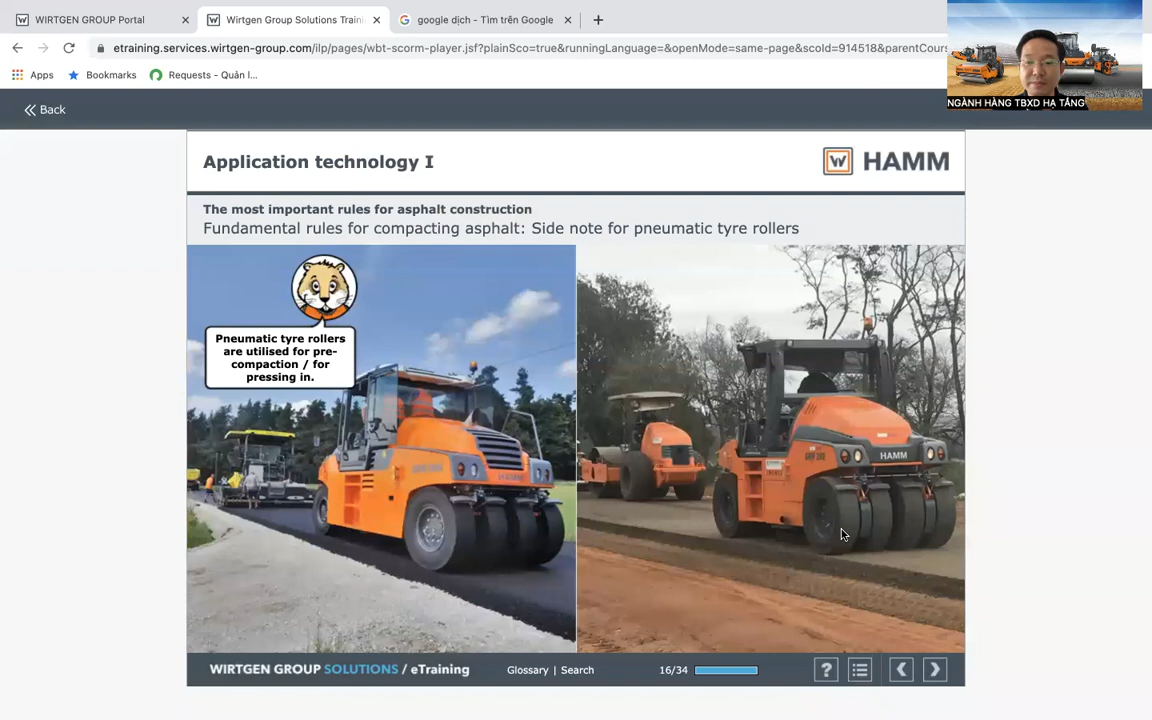 WIRTGEN GROUP Portal
Wirtgen Group Solutions Traini
google dịch - Tìm trên Google
etraining.services.wirtgen-group.com/ilp/pages/wbt-scorm-player.jsf?plainSco=true&runningLanguage=&openMode=same-page&scoId=914518&parentCours
Apps
Bookmarks
Requests - Quản l...
NGÀNH HÀNG TBXD HẠ TẦNG
Back
Application technology I
W HAMM
The most important rules for asphalt construction
Fundamental rules for compacting asphalt: Side note for pneumatic tyre rollers
Pneumatic tyre rollers
are utilised for pre-
compaction / for
pressing in.
HAMM
WIRTGEN GROUP SOLUTIONS / eTraining
Glossary | Search
16/34
?